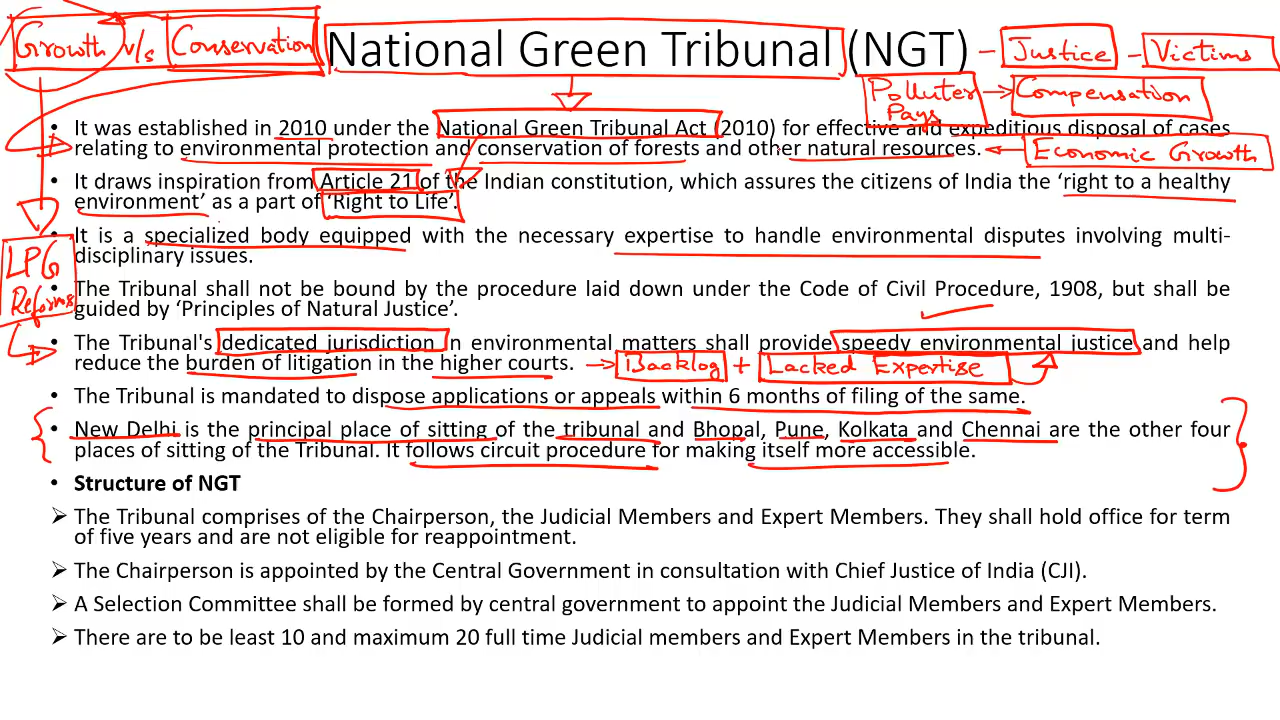 Growth v/s Conservation National Green Tribunal (NGT) – Justice – Victims
Polluter Pays → Compensation
• It was established in 2010 under the National Green Tribunal Act (2010) for effective and expeditious disposal of cases
relating to environmental protection and conservation of forests and other natural resources. ← Economic Growth
• It draws inspiration from Article 21 of the Indian constitution, which assures the citizens of India the ‘right to a healthy
environment’ as a part of ‘Right to Life’.
• It is a specialized body equipped with the necessary expertise to handle environmental disputes involving multi-
disciplinary issues.
LPG
Reforms
• The Tribunal shall not be bound by the procedure laid down under the Code of Civil Procedure, 1908, but shall be
guided by ‘Principles of Natural Justice’.
• The Tribunal's dedicated jurisdiction in environmental matters shall provide speedy environmental justice and help
reduce the burden of litigation in the higher courts. → Backlog + Lacked Expertise
• The Tribunal is mandated to dispose applications or appeals within 6 months of filing of the same.
• New Delhi is the principal place of sitting of the tribunal and Bhopal, Pune, Kolkata and Chennai are the other four
places of sitting of the Tribunal. It follows circuit procedure for making itself more accessible.
• Structure of NGT
➢ The Tribunal comprises of the Chairperson, the Judicial Members and Expert Members. They shall hold office for term
of five years and are not eligible for reappointment.
➢ The Chairperson is appointed by the Central Government in consultation with Chief Justice of India (CJI).
➢ A Selection Committee shall be formed by central government to appoint the Judicial Members and Expert Members.
➢ There are to be least 10 and maximum 20 full time Judicial members and Expert Members in the tribunal.